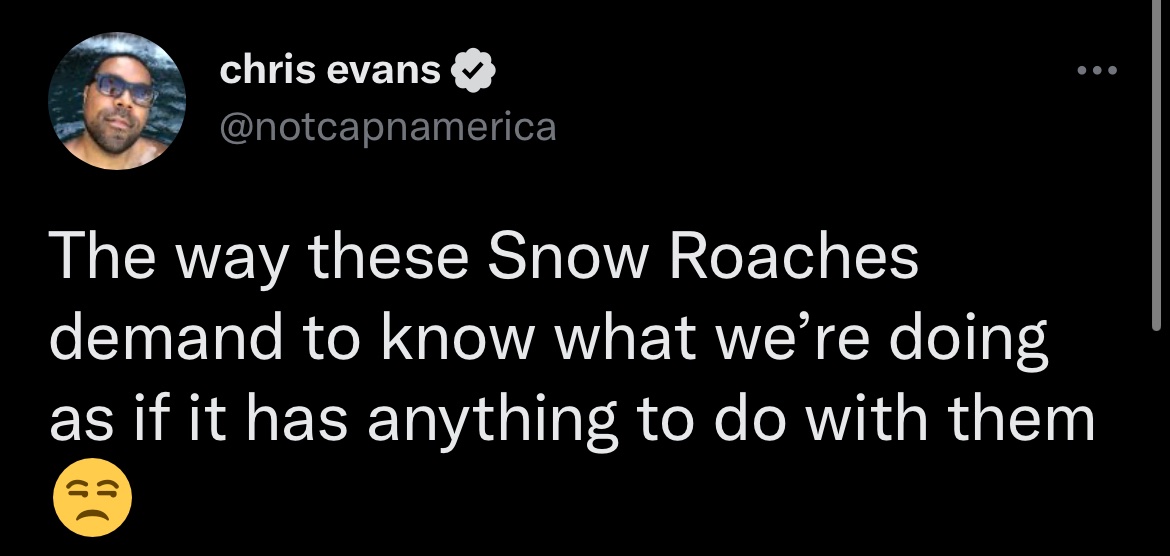 chris evans
@notcapnamerica
The way these Snow Roaches
demand to know what we’re doing
as if it has anything to do with them
😒